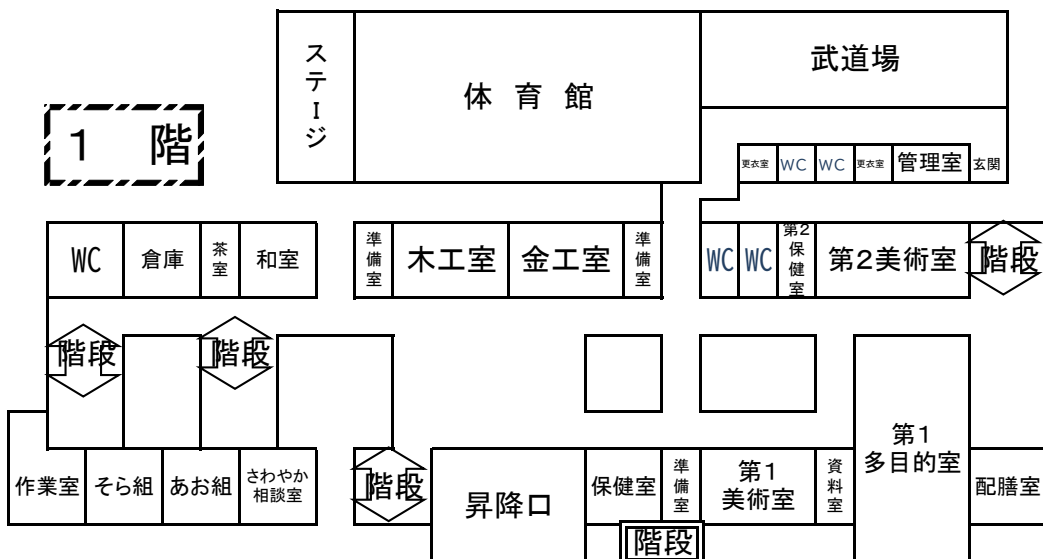 ステージ
体育館
武道場
1 階
更衣室
WC
WC
更衣室
管理室
玄関
WC
倉庫
茶室
和室
準備室
木工室
金工室
準備室
WC
WC
第2保健室
第2美術室
階段
階段
階段
作業室
そら組
あお組
さわやか
相談室
階段
昇降口
保健室
準備室
第1
美術室
資料室
第1
多目的室
配膳室
階段